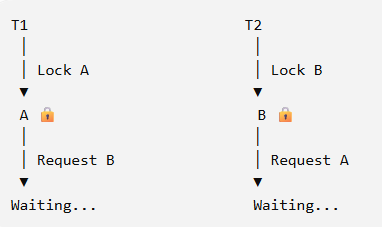 T1 T2
Lock A Lock B
A 🔒 B 🔒
Request B Request A
Waiting... Waiting...